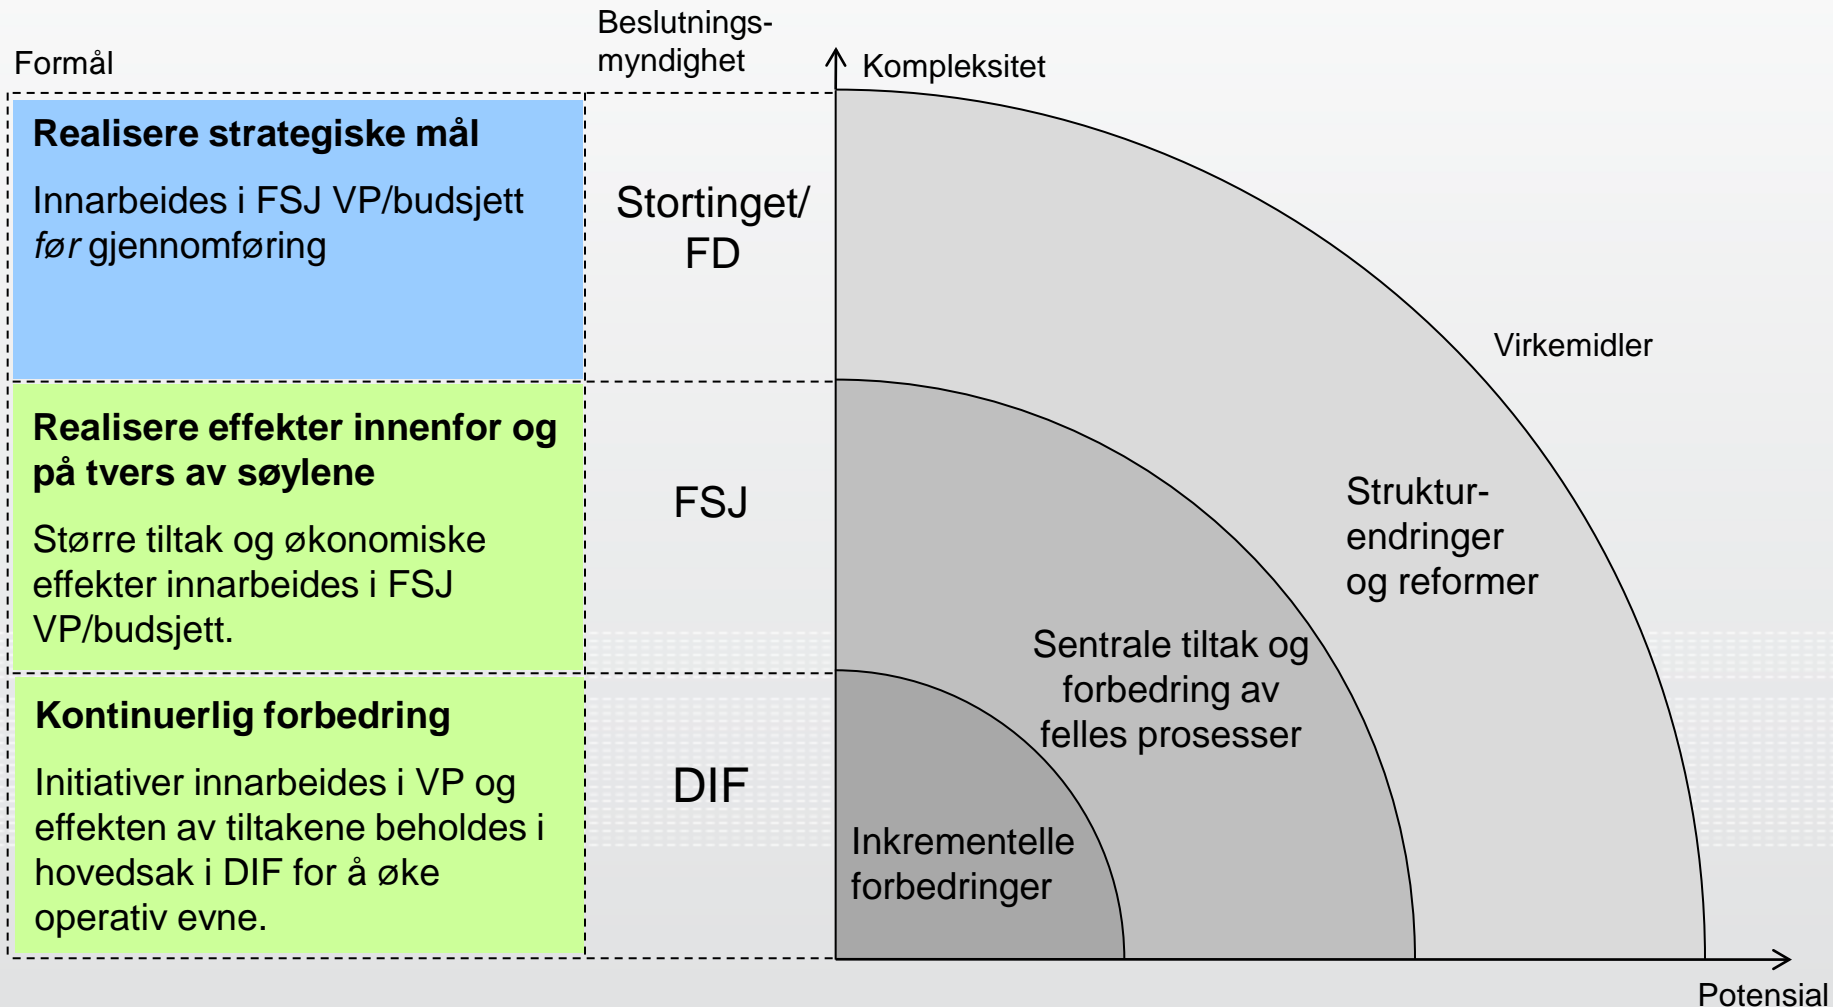 Formål
Beslutnings-
myndighet
Kompleksitet
Realisere strategiske mål
Innarbeides i FSJ VP/budsjett
før gjennomføring
Stortinget/
FD
Virkemidler
Realisere effekter innenfor og
på tvers av søylene
Større tiltak og økonomiske
effekter innarbeides i FSJ
VP/budsjett.
FSJ
Struktur-
endringer
og reformer
Sentrale tiltak og
forbedring av
felles prosesser
Kontinuerlig forbedring
Initiativer innarbeides i VP og
effekten av tiltakene beholdes i
hovedsak i DIF for å øke
operativ evne.
DIF
Inkrementelle
forbedringer
Potensial